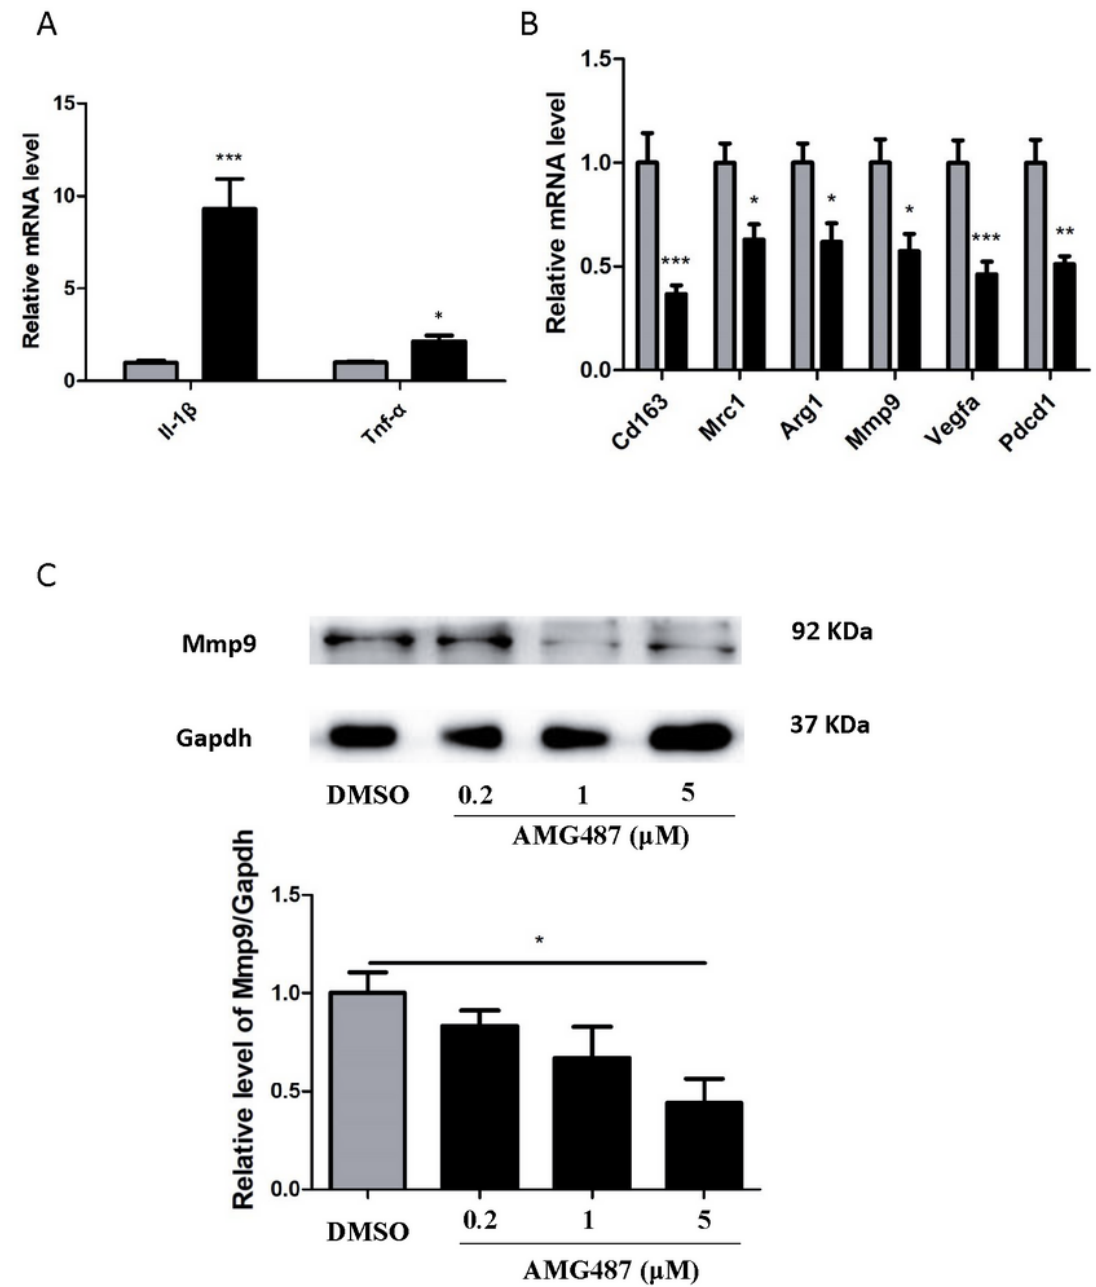 A
Relative mRNA level
15
10
5
0
***
*
Il-1β
Tnf-α
B
Relative mRNA level
1.5
1.0
0.5
0.0
***
*
*
*
***
**
Cd163
Mrc1
Arg1
Mmp9
Vegfa
Pdcd1
C
Mmp9
92 KDa
Gapdh
37 KDa
DMSO 0.2 1 5
AMG487 (μM)
Relative level of Mmp9/Gapdh
1.5
1.0
0.5
0.0
*
DMSO 0.2 1 5
AMG487 (μM)